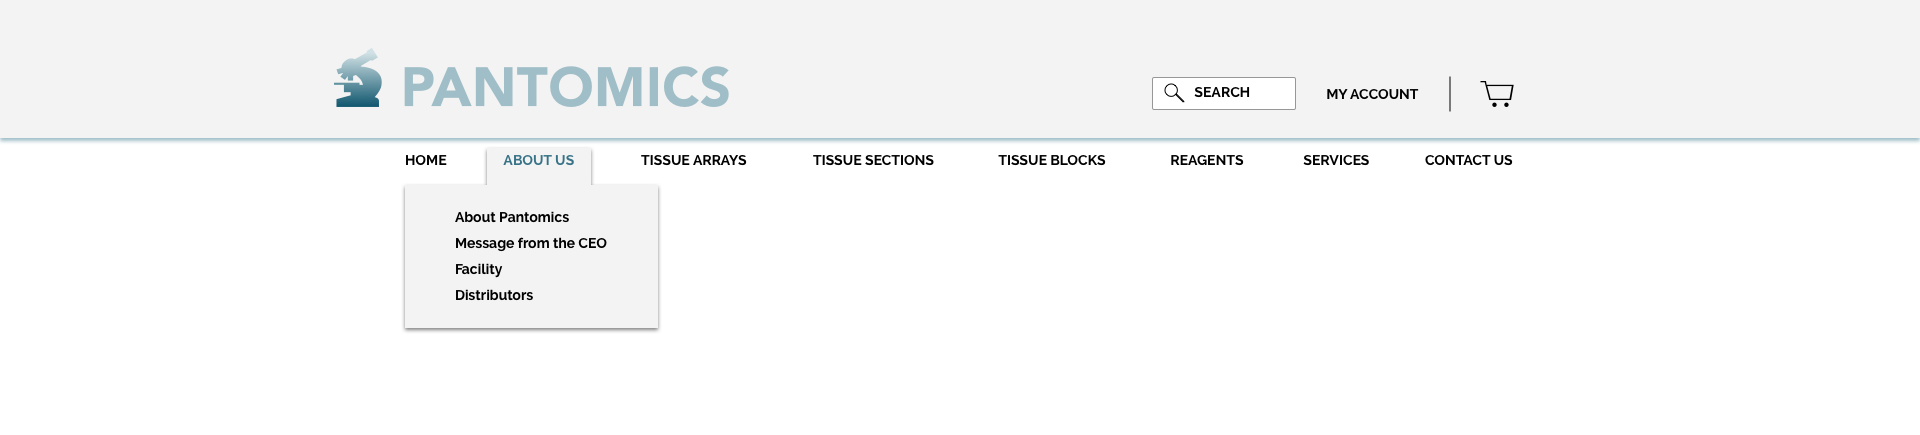 PANTOMICS
SEARCH
MY ACCOUNT
HOME ABOUT US TISSUE ARRAYS TISSUE SECTIONS TISSUE BLOCKS REAGENTS SERVICES CONTACT US
About Pantomics
Message from the CEO
Facility
Distributors